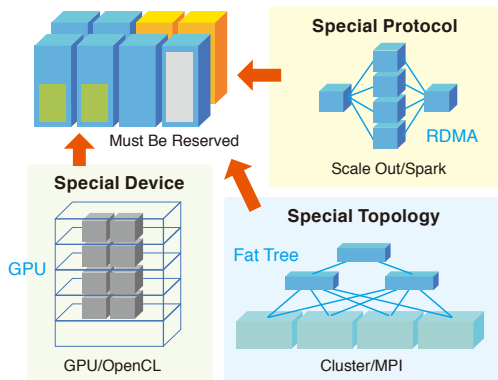 Special Protocol
RDMA
Scale Out/Spark
Must Be Reserved
Special Device
GPU
GPU/OpenCL
Special Topology
Fat Tree
Cluster/MPI